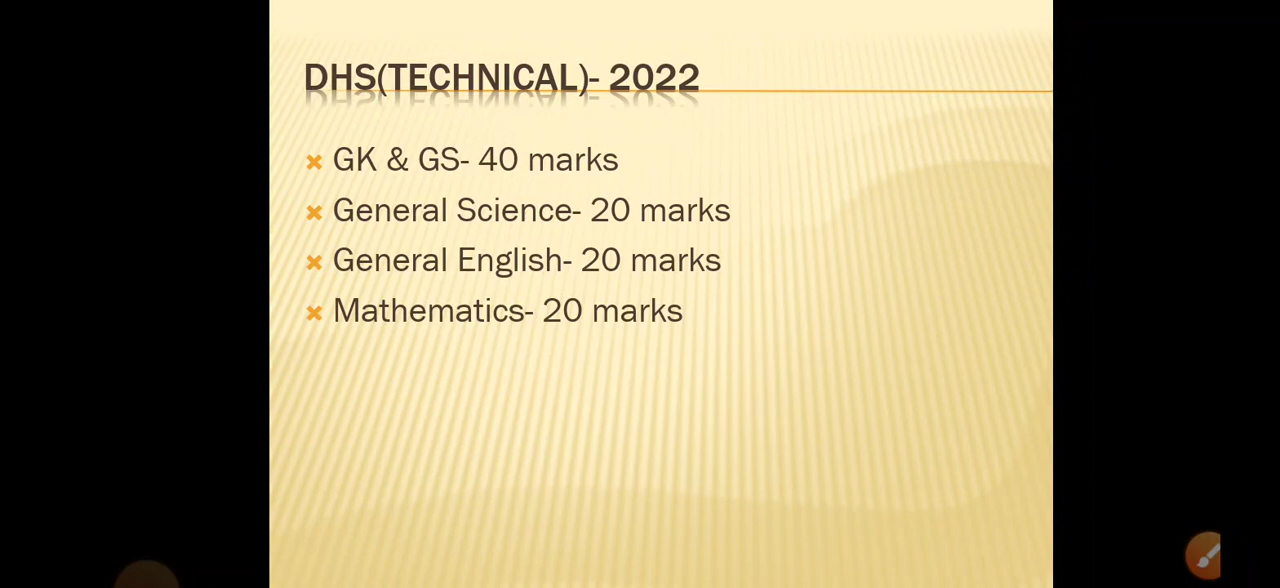 DHS(TECHNICAL)- 2022
GK & GS- 40 marks
General Science- 20 marks
General English- 20 marks
Mathematics- 20 marks